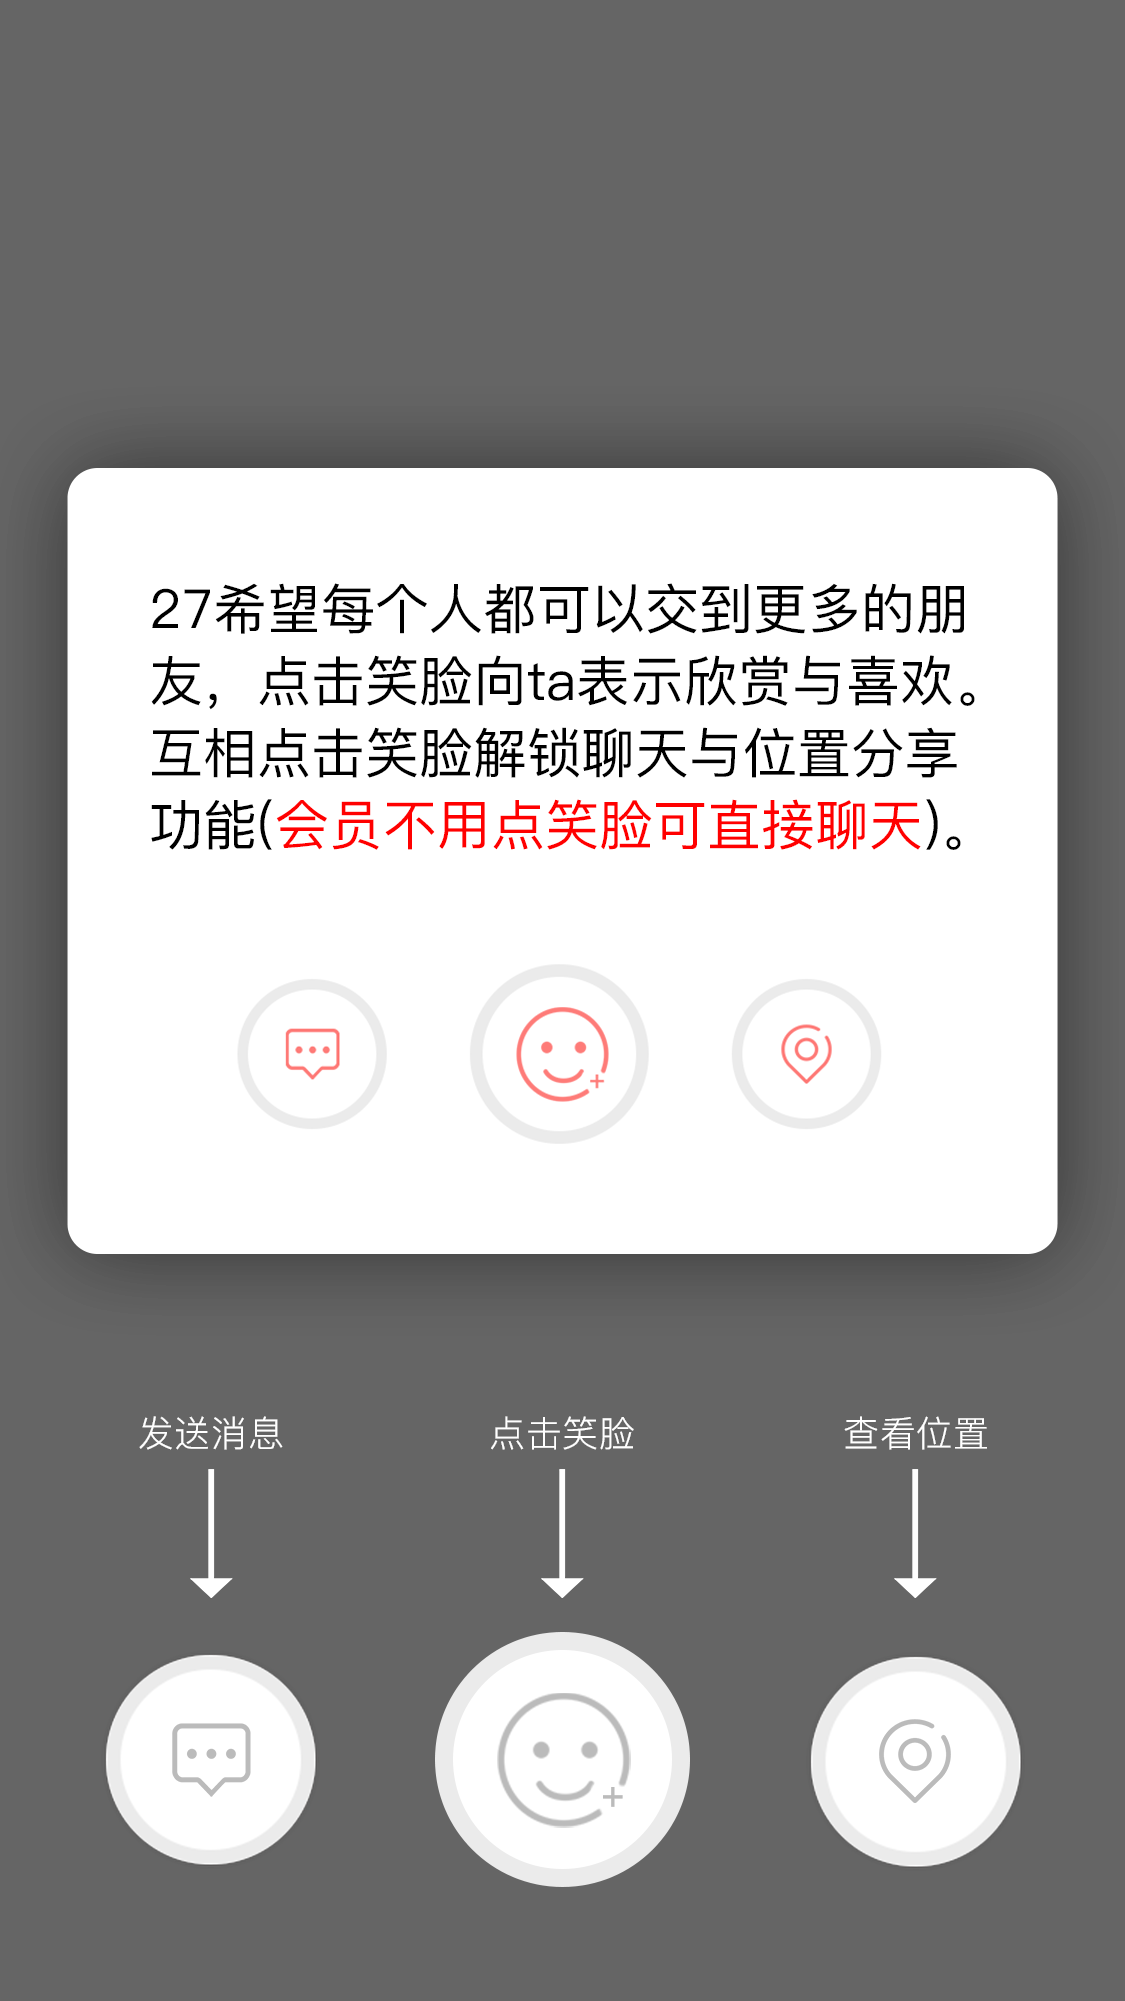 27希望每个人都可以交到更多的朋
友，点击笑脸向ta表示欣赏与喜欢。
互相点击笑脸解锁聊天与位置分享
功能(会员不用点笑脸可直接聊天)。
发送消息
点击笑脸
查看位置